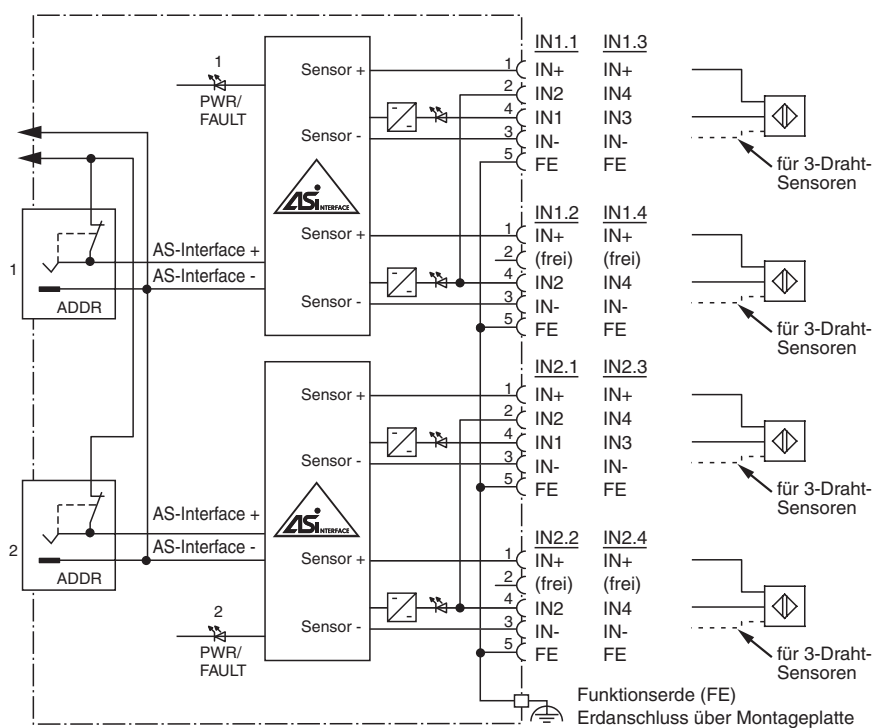 IN1.1 IN1.3
1 Sensor + 1 IN+ IN+
PWR/
FAULT
2 IN2 IN4
4 IN1 IN3
Sensor - 3 IN- IN-
5 FE FE
für 3-Draht-
Sensoren
ASi
INTERFACE
IN1.2 IN1.4
Sensor + 1 IN+ IN+
AS-Interface +
2 (frei) (frei)
1 AS-Interface -
4 IN2 IN4
Sensor - 3 IN- IN-
ADDR
5 FE FE
für 3-Draht-
Sensoren
IN2.1 IN2.3
Sensor + 1 IN+ IN+
2 IN2 IN4
4 IN1 IN3
Sensor - 3 IN- IN-
5 FE FE
für 3-Draht-
Sensoren
AS-Interface +
ASi
INTERFACE
IN2.2 IN2.4
2 AS-Interface -
Sensor + 1 IN+ IN+
ADDR
2 (frei) (frei)
2
4 IN2 IN4
Sensor - 3 IN- IN-
PWR/
FAULT
5 FE FE
für 3-Draht-
Sensoren
Funktionserde (FE)
Erdanschluss über Montageplatte